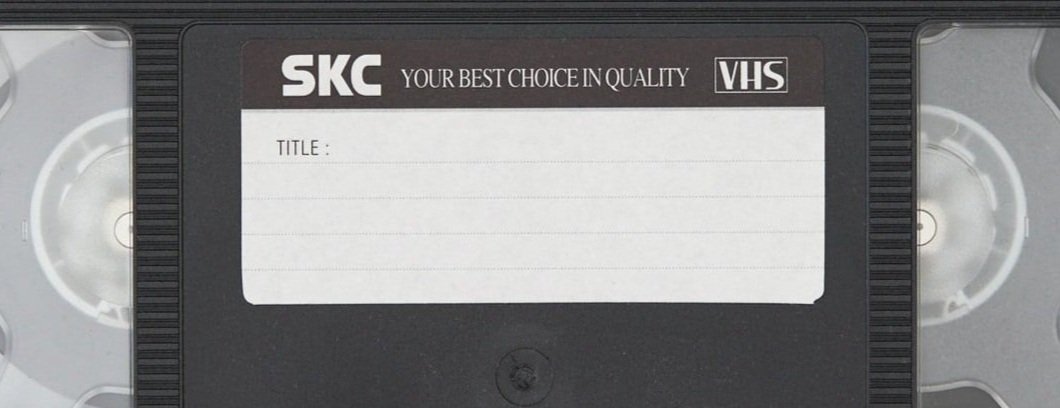 SKC YOUR BEST CHOICE IN QUALITY VHS
TITLE :